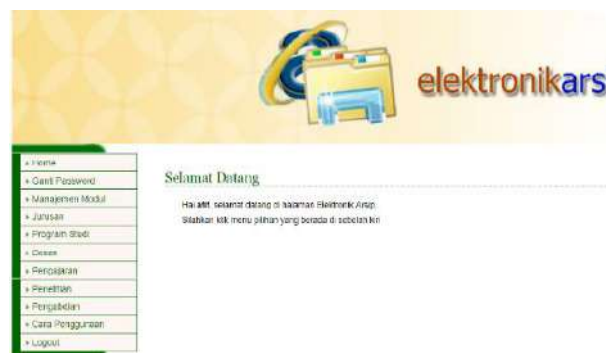 elektronikars
» Home
» Ganti Password
» Manajemen Modul
» Jurusan
» Program Studi
» Dosen
» Pengajaran
» Penelitian
» Pengabdian
» Cara Penggunaan
» Logout
Selamat Datang
Hai afif, selamat datang di halaman Elektronik Arsip.
Silahkan klik menu pilihan yang berada di sebelah kiri